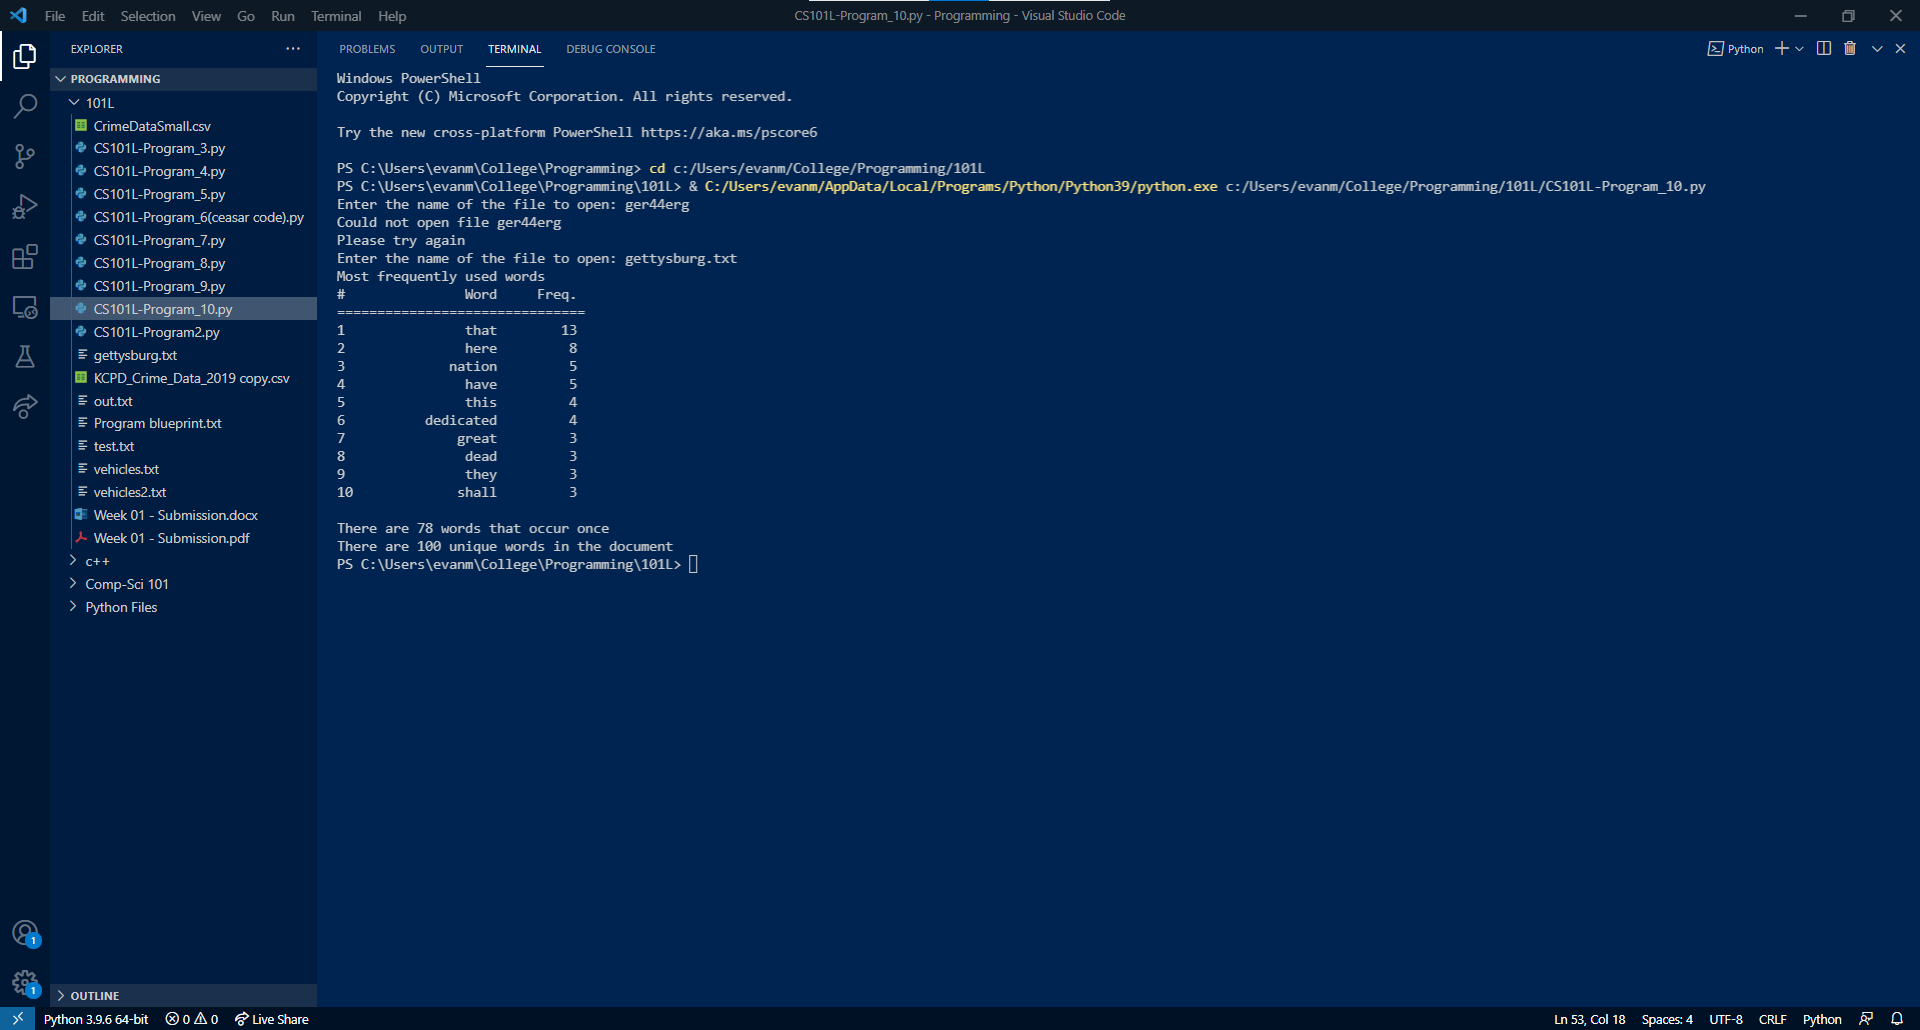 File Edit Selection View Go Run Terminal Help
CS101L-Program_10.py - Programming - Visual Studio Code
EXPLORER
PROGRAMMING
101L
CrimeDataSmall.csv
CS101L-Program_3.py
CS101L-Program_4.py
CS101L-Program_5.py
CS101L-Program_6(ceasar code).py
CS101L-Program_7.py
CS101L-Program_8.py
CS101L-Program_9.py
CS101L-Program_10.py
CS101L-Program2.py
gettysburg.txt
KCPD_Crime_Data_2019 copy.csv
out.txt
Program blueprint.txt
test.txt
vehicles.txt
vehicles2.txt
Week 01 - Submission.docx
Week 01 - Submission.pdf
c++
Comp-Sci 101
Python Files
OUTLINE
1
1
PROBLEMS OUTPUT TERMINAL DEBUG CONSOLE
Python
Windows PowerShell
Copyright (C) Microsoft Corporation. All rights reserved.
Try the new cross-platform PowerShell https://aka.ms/pscore6
PS C:\Users\evanm\College\Programming> cd c:/Users/evanm/College/Programming/101L
PS C:\Users\evanm\College\Programming\101L> & C:/Users/evanm/AppData/Local/Programs/Python/Python39/python.exe c:/Users/evanm/College/Programming/101L/CS101L-Program_10.py
Enter the name of the file to open: ger44erg
Could not open file ger44erg
Please try again
Enter the name of the file to open: gettysburg.txt
Most frequently used words
# Word Freq.
===============================
1 that 13
2 here 8
3 nation 5
4 have 5
5 this 4
6 dedicated 4
7 great 3
8 dead 3
9 they 3
10 shall 3
There are 78 words that occur once
There are 100 unique words in the document
PS C:\Users\evanm\College\Programming\101L>
Python 3.9.6 64-bit 0 0 Live Share
Ln 53, Col 18 Spaces: 4 UTF-8 CRLF Python